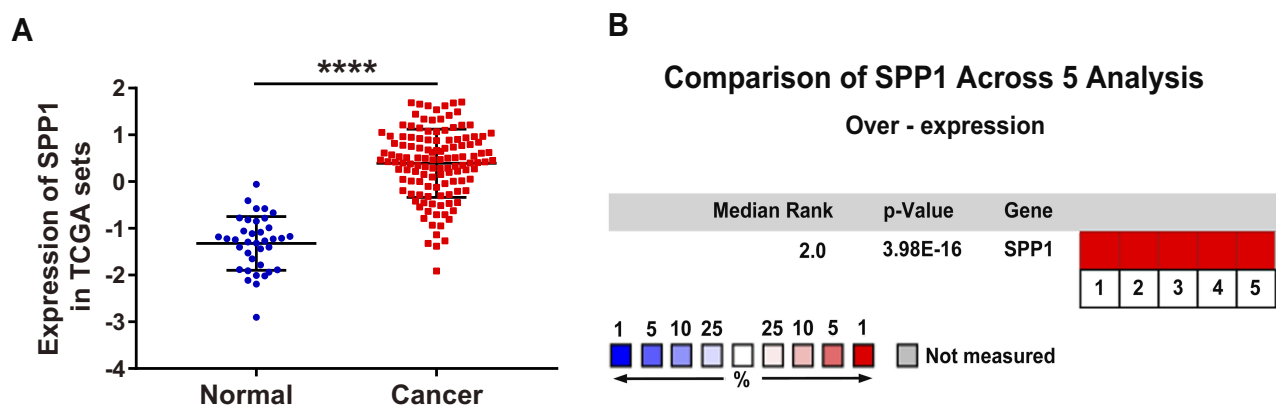 A
Expression of SPP1
in TCGA sets
****
2
1
0
-1
-2
-3
-4
Normal Cancer
B
Comparison of SPP1 Across 5 Analysis
Over - expression
Median Rank p-Value Gene
2.0 3.98E-16 SPP1
1 2 3 4 5
1 5 10 25 25 10 5 1
Not measured
%